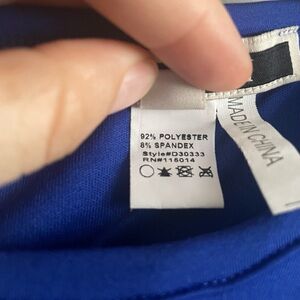 92% POLYESTER
8% SPANDEX
Style#D30333
RN#116014
MADE IN CHINA